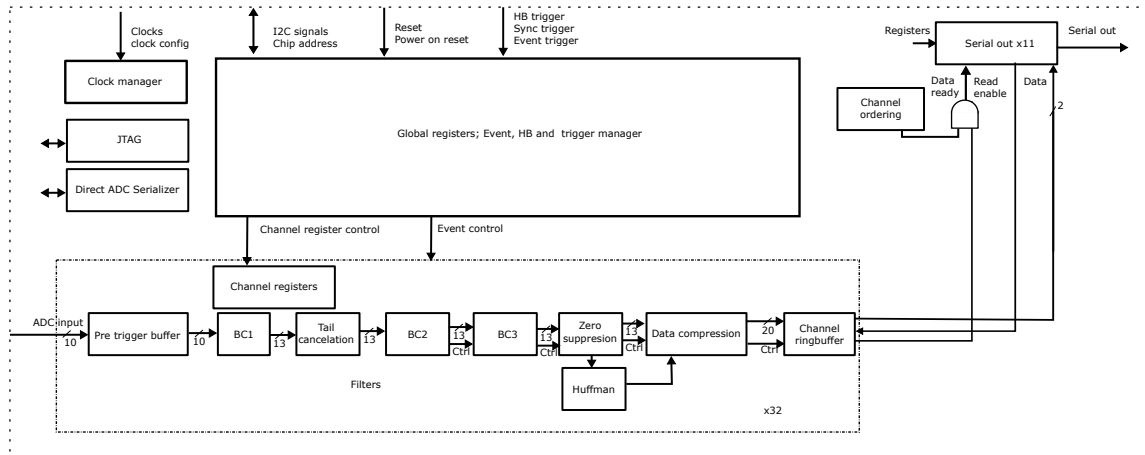 Clocks
clock config
I2C signals
Chip address
Reset
Power on reset
HB trigger
Sync trigger
Event trigger
Registers
Serial out x11
Serial out
Clock manager
Data
ready
Read
enable
Data
Channel
ordering
2
JTAG
Global registers; Event, HB and trigger manager
Direct ADC Serializer
Channel register control
Event control
Channel registers
ADC input
10
Pre trigger buffer
10
BC1
13
Tail
cancelation
13
BC2
13
Ctrl
BC3
13
Ctrl
Zero
suppresion
13
Ctrl
Data compression
20
Ctrl
Channel
ringbuffer
Filters
Huffman
x32